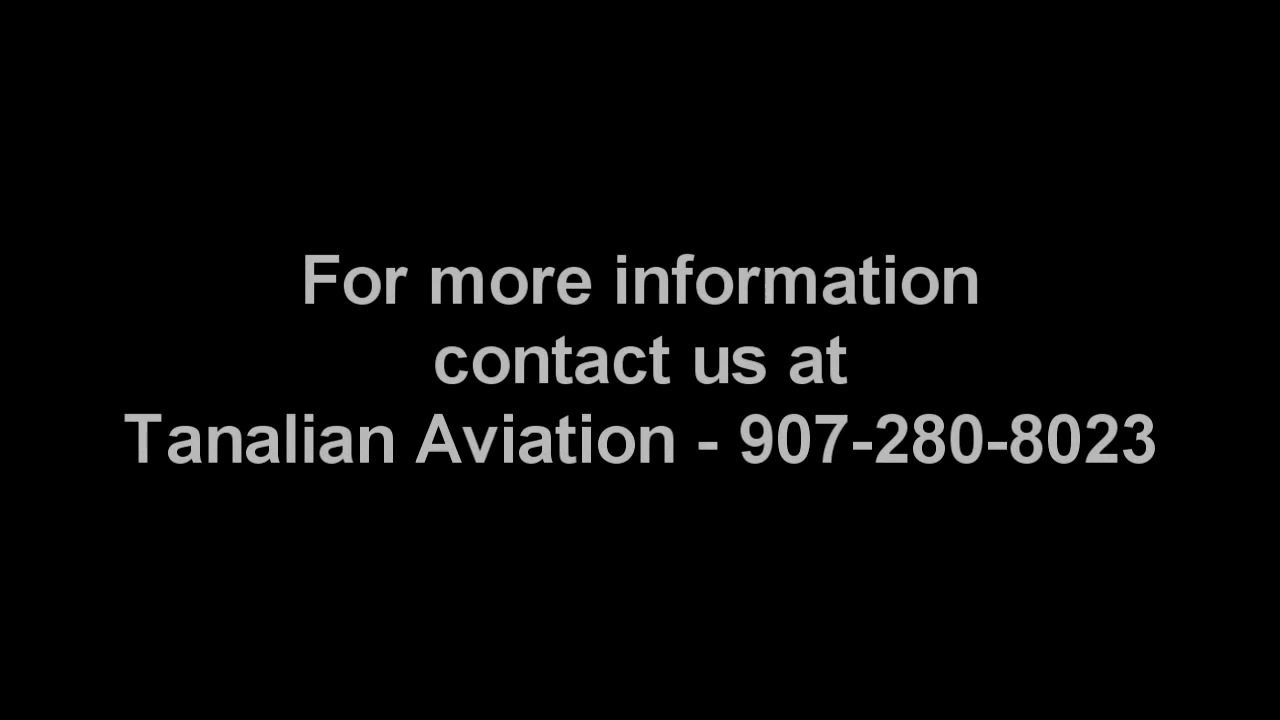 For more information
contact us at
Tanalian Aviation - 907-280-8023